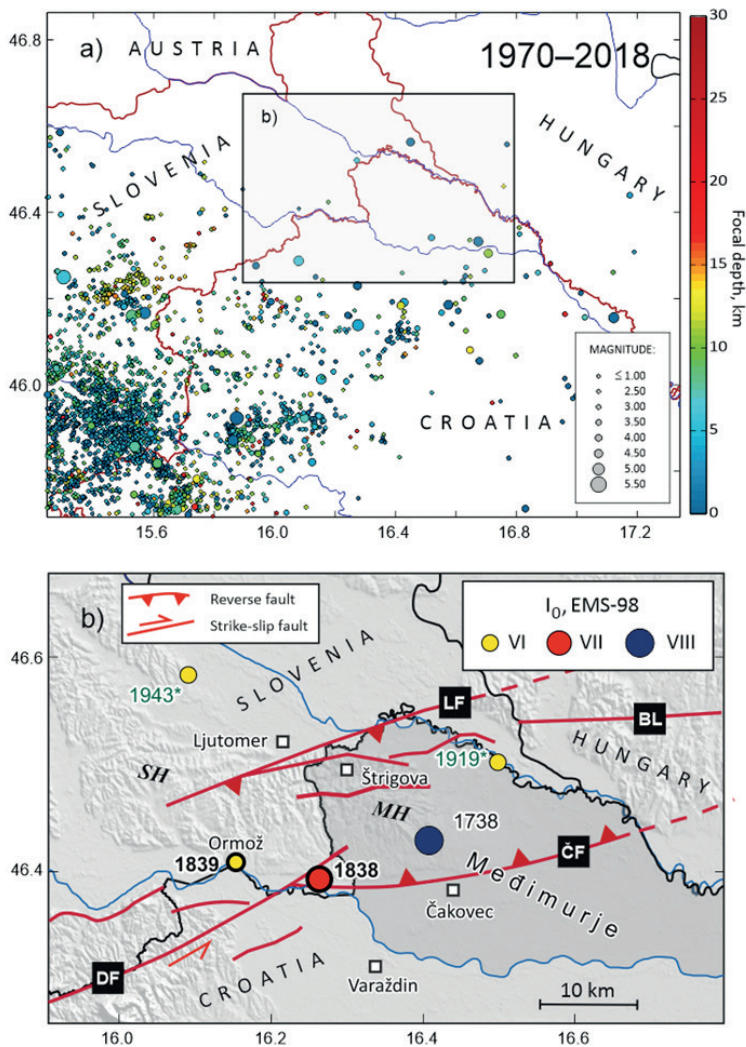 a)
1970–2018
AUSTRIA
b)
SLOVENIA
HUNGARY
CROATIA
46.8
46.4
46.0
15.6
16.0
16.4
16.8
17.2
MAGNITUDE:
≤ 1.00
2.50
3.00
3.50
4.00
4.50
5.00
5.50
30
25
20
15
10
5
0
Focal depth, km
b)
Reverse fault
Strike-slip fault
I0, EMS-98
VI
VII
VIII
46.6
46.4
1943*
SLOVENIA
LF
BL
HUNGARY
Ljutomer
SH
Štrigova
1919*
MH
1738
Ormož
1839
1838
ČF
Međimurje
Čakovec
DF
CROATIA
Varaždin
10 km
16.0
16.2
16.4
16.6